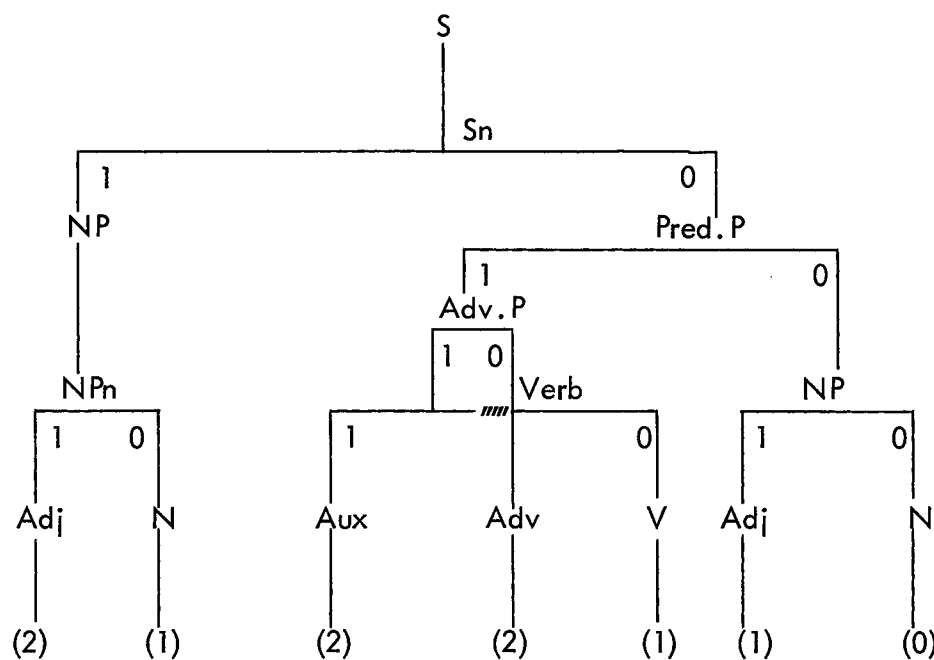 S
Sn
1 0
NP Pred.P
1 0
Adv.P
1 0
NPn Verb NP
1 0 1 0 1 0
Adj N Aux Adv V Adj N
(2) (1) (2) (2) (1) (1) (0)